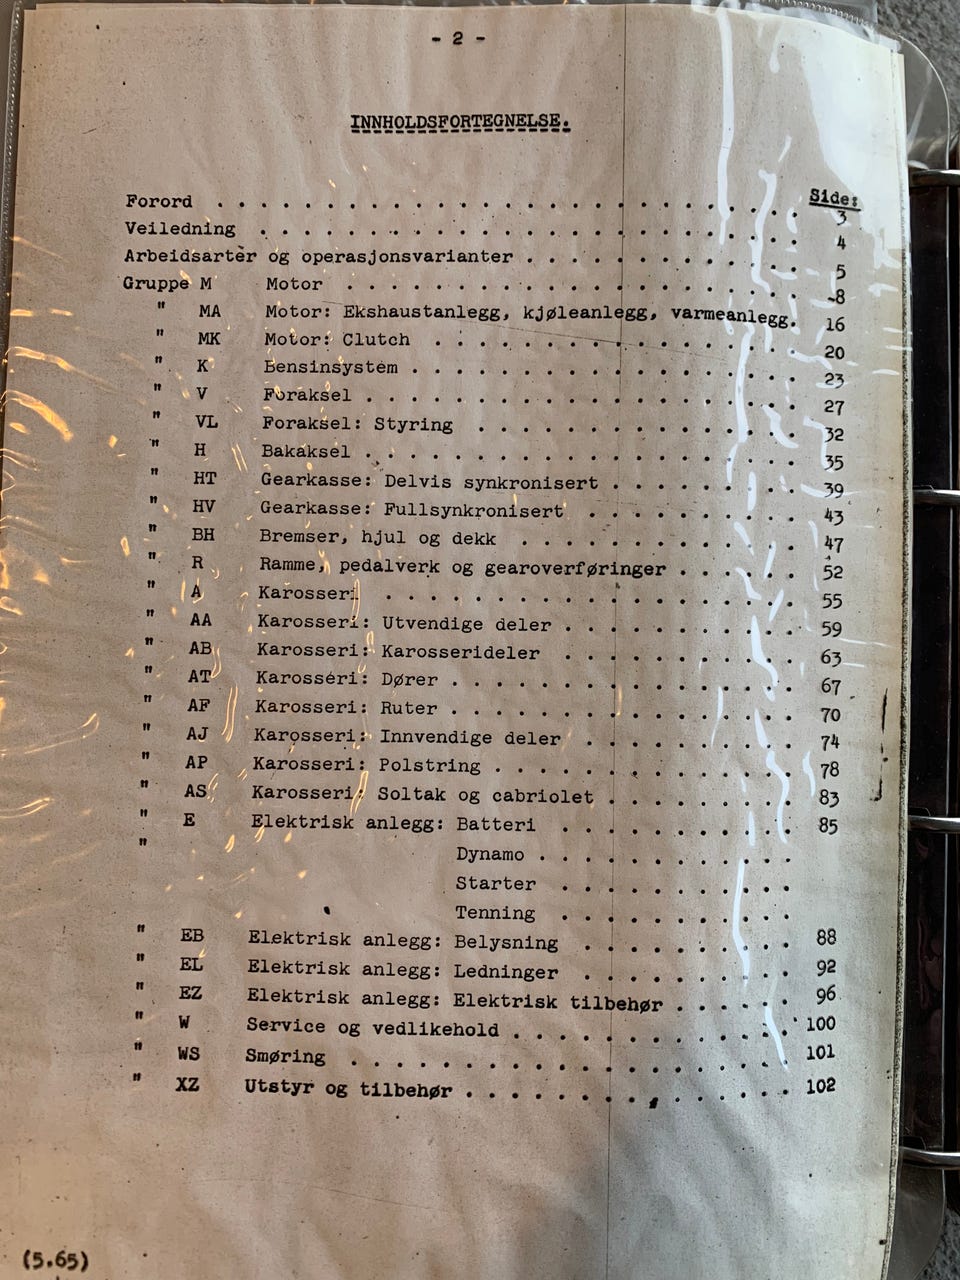 - 2 -
INNHOLDSFORTEGNELSE.
Side:
Forord . . . . . . . . . . . . . . . . . . . . . . 3
Veiledning . . . . . . . . . . . . . . . . . . . . 4
Arbeidsarter og operasjonsvarianter . . . . . . . . . . 5
Gruppe M Motor . . . . . . . . . . . . . . . . . 8
" MA Motor: Ekshaustanlegg, kjøleanlegg, varmeanlegg. 16
" MK Motor: Clutch . . . . . . . . . . . . . . 20
" K Bensinsystem . . . . . . . . . . . . . . . 23
" V Foraksel . . . . . . . . . . . . . . . . . 27
" VL Foraksel: Styring . . . . . . . . . . . . 32
" H Bakaksel . . . . . . . . . . . . . . . . . 35
" HT Gearkasse: Delvis synkronisert . . . . . . . 39
" HV Gearkasse: Fullsynkronisert . . . . . . . . 43
" BH Bremser, hjul og dekk . . . . . . . . . . 47
" R Ramme, pedalverk og gearoverføringer . . . . . 52
" A Karosseri . . . . . . . . . . . . . . . . 55
" AA Karosseri: Utvendige deler . . . . . . . . . 59
" AB Karosseri: Karosserideler . . . . . . . . . 63
" AT Karosseri: Dører . . . . . . . . . . . . . 67
" AF Karosseri: Ruter . . . . . . . . . . . . . 70
" AJ Karosseri: Innvendige deler . . . . . . . . 74
" AP Karosseri: Polstring . . . . . . . . . . . 78
" AS Karosseri: Soltak og cabriolet . . . . . . . 83
" E Elektrisk anlegg: Batteri . . . . . . . . . 85
" Dynamo . . . . . . . . . .
Starter . . . . . . . . .
Tenning . . . . . . . . .
" EB Elektrisk anlegg: Belysning . . . . . . . . 88
" EL Elektrisk anlegg: Ledninger . . . . . . . . 92
" EZ Elektrisk anlegg: Elektrisk tilbehør . . . . . 96
" W Service og vedlikehold . . . . . . . . . . 100
" WS Smøring . . . . . . . . . . . . . . . . . 101
" XZ Utstyr og tilbehør . . . . . . . . . . . . 102
(5.65)